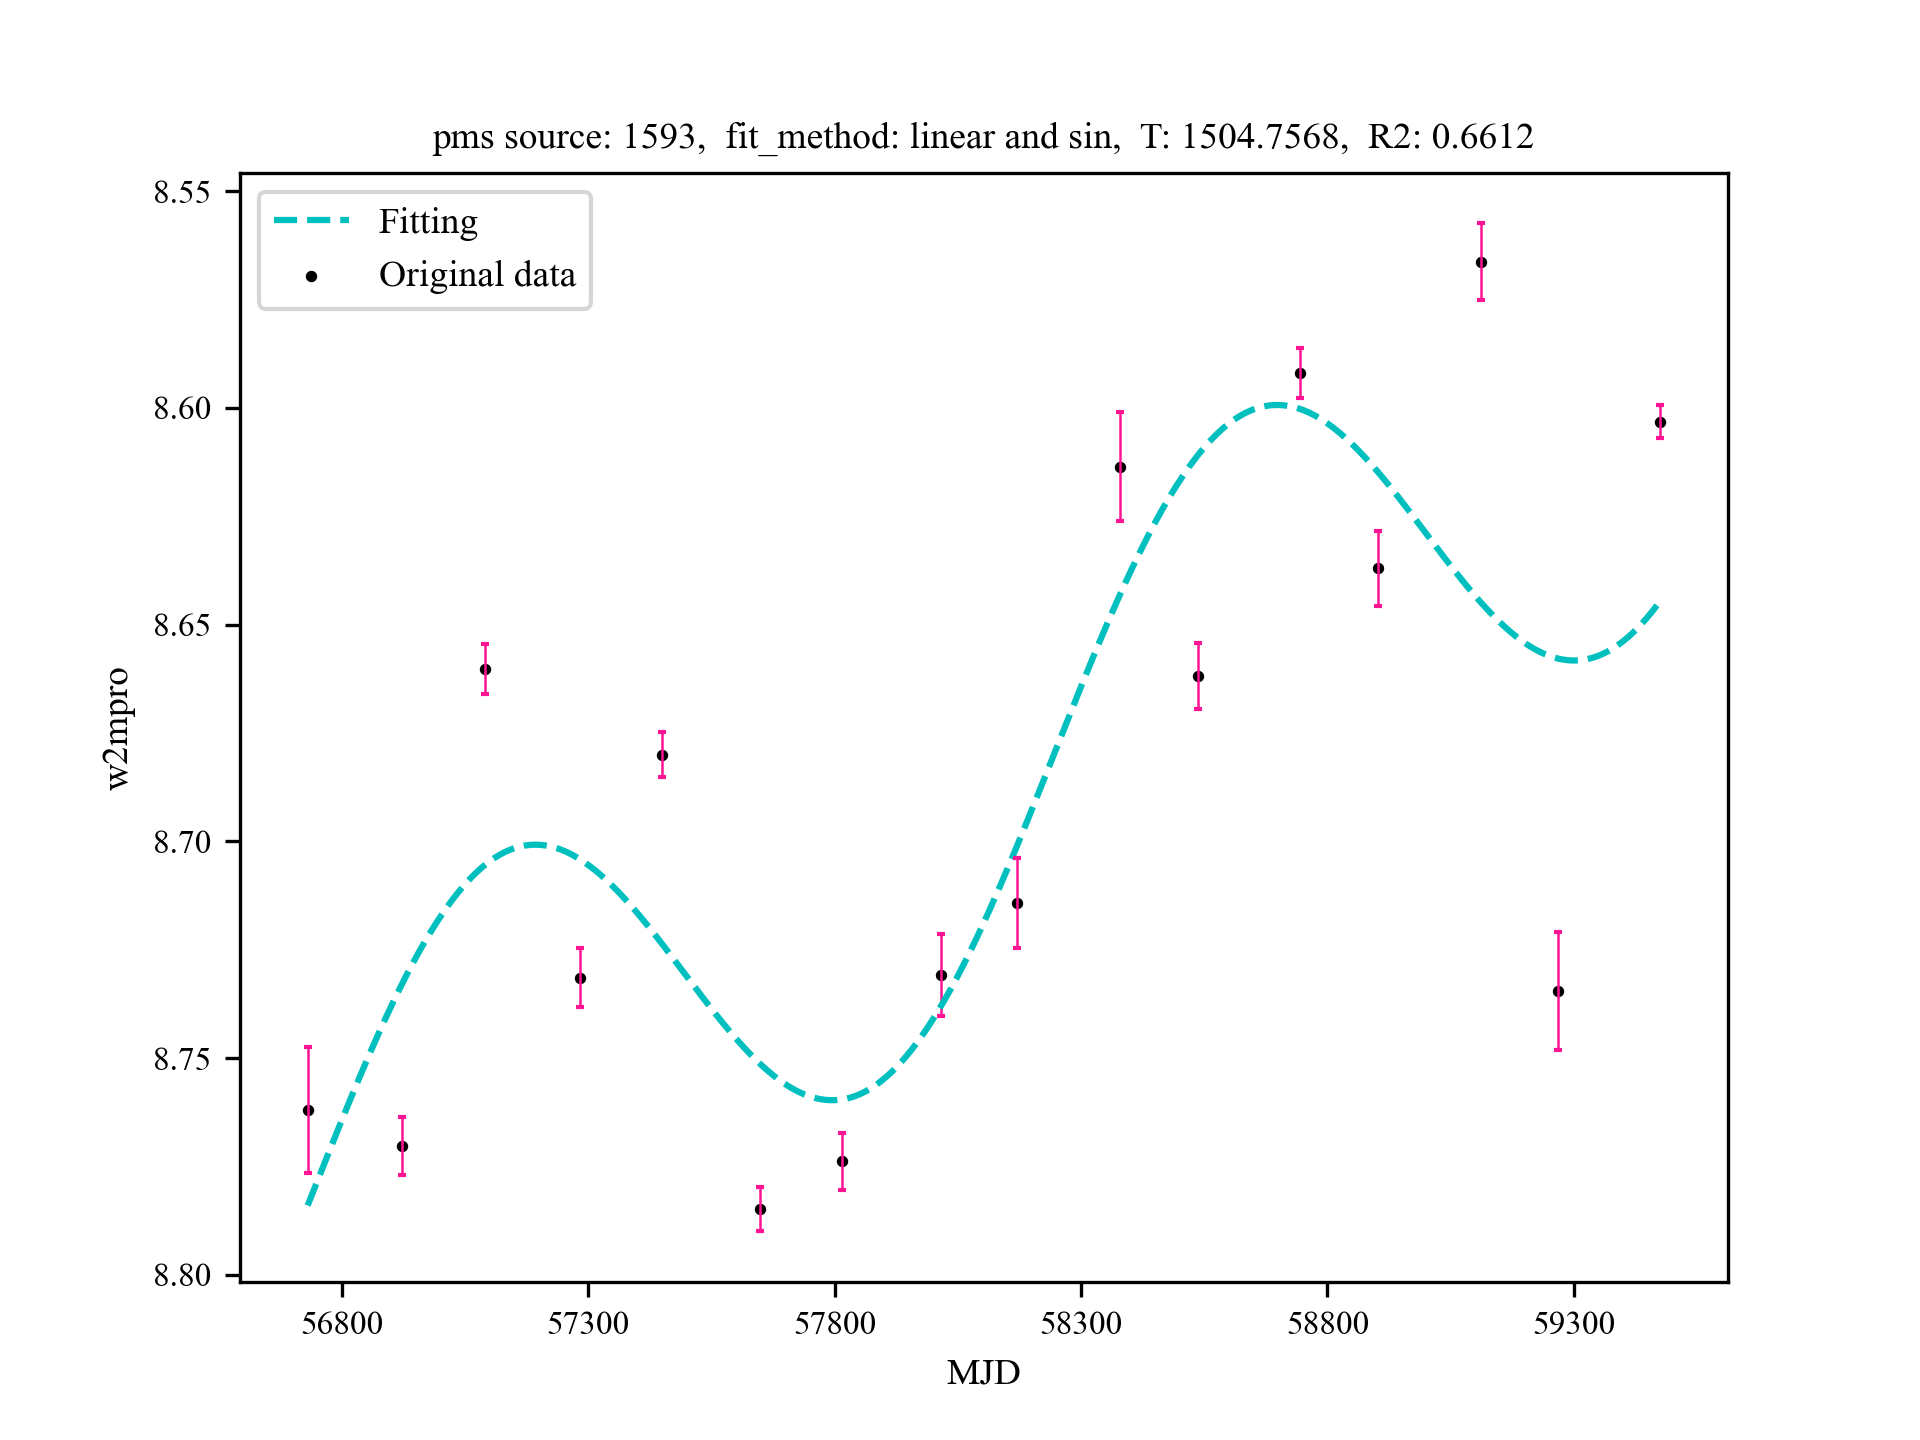 pms source: 1593,  fit_method: linear and sin,  T: 1504.7568,  R2: 0.6612
Fitting
Original data
8.55
8.60
8.65
8.70
8.75
8.80
w2mpro
56800 57300 57800 58300 58800 59300
MJD